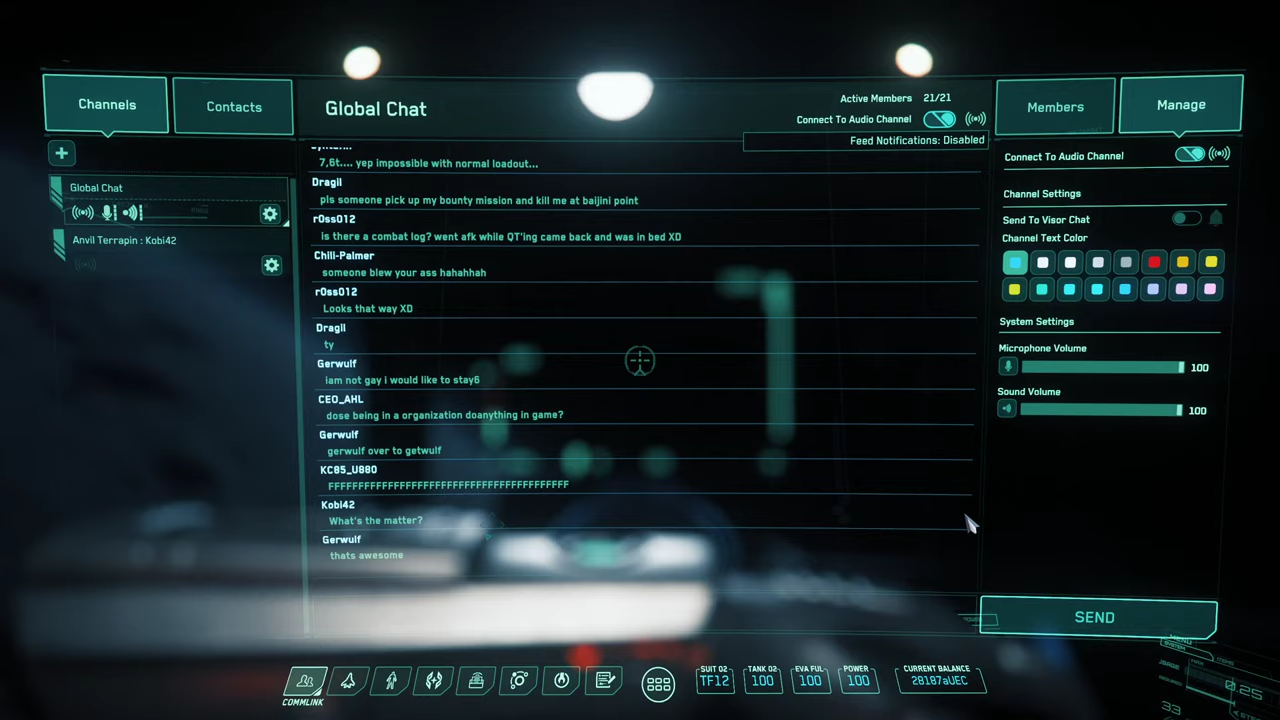 Channels
Contacts
Global Chat
Active Members 21/21
Connect To Audio Channel
Feed Notifications: Disabled
Members
Manage
Global Chat
Anvil Terrapin : Kobi42
7,6t.... yep impossible with normal loadout...
Dragil
pls someone pick up my bounty mission and kill me at baijini point
r0ss012
is there a combat log? went afk while QT'ing came back and was in bed XD
Chill-Palmer
someone blew your ass hahahhah
r0ss012
Looks that way XD
Dragil
ty
Gerwulf
iam not gay i would like to stay6
CEO_AHL
dose being in a organization doanything in game?
Gerwulf
gerwulf over to getwulf
KC85_U880
FFFFFFFFFFFFFFFFFFFFFFFFFFFFFFFFFFFFFFFFF
Kobi42
What's the matter?
Gerwulf
thats awesome
Connect To Audio Channel
Channel Settings
Send To Visor Chat
Channel Text Color
System Settings
Microphone Volume
100
Sound Volume
100
SEND
COMMLINK
SUIT O2
TF12
TANK O2
100
EVA FUL
100
POWER
100
CURRENT BALANCE
28187aUEC
0.25
33